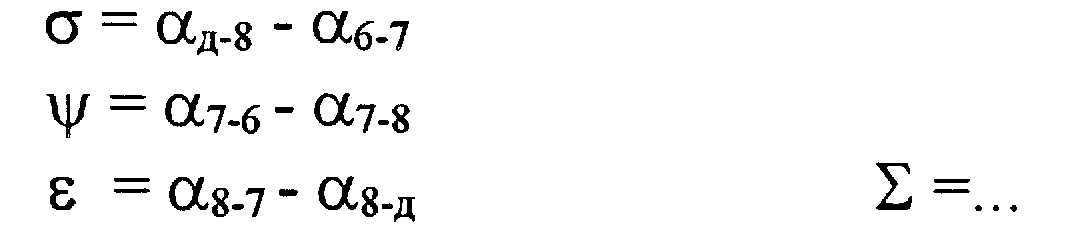 σ = α_д-8 - α_6-7
ψ = α_7-6 - α_7-8
ε = α_8-7 - α_8-д Σ =...